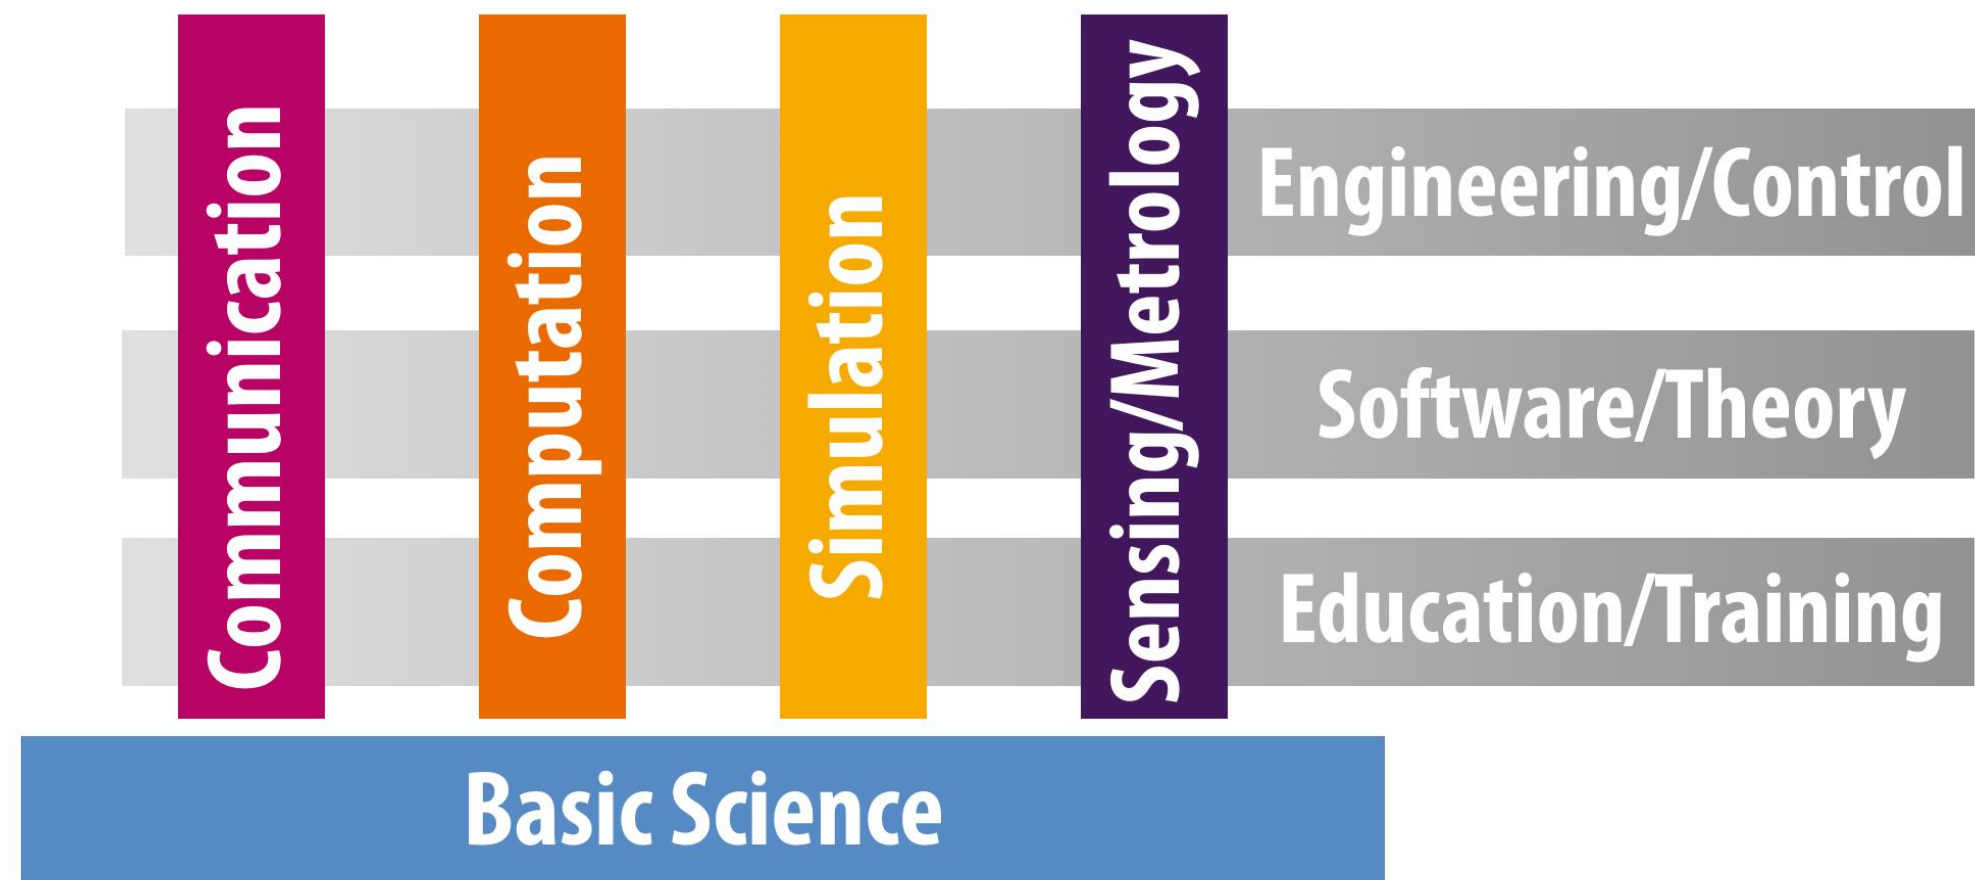 Communication
Computation
Simulation
Sensing/Metrology
Engineering/Control
Software/Theory
Education/Training
Basic Science